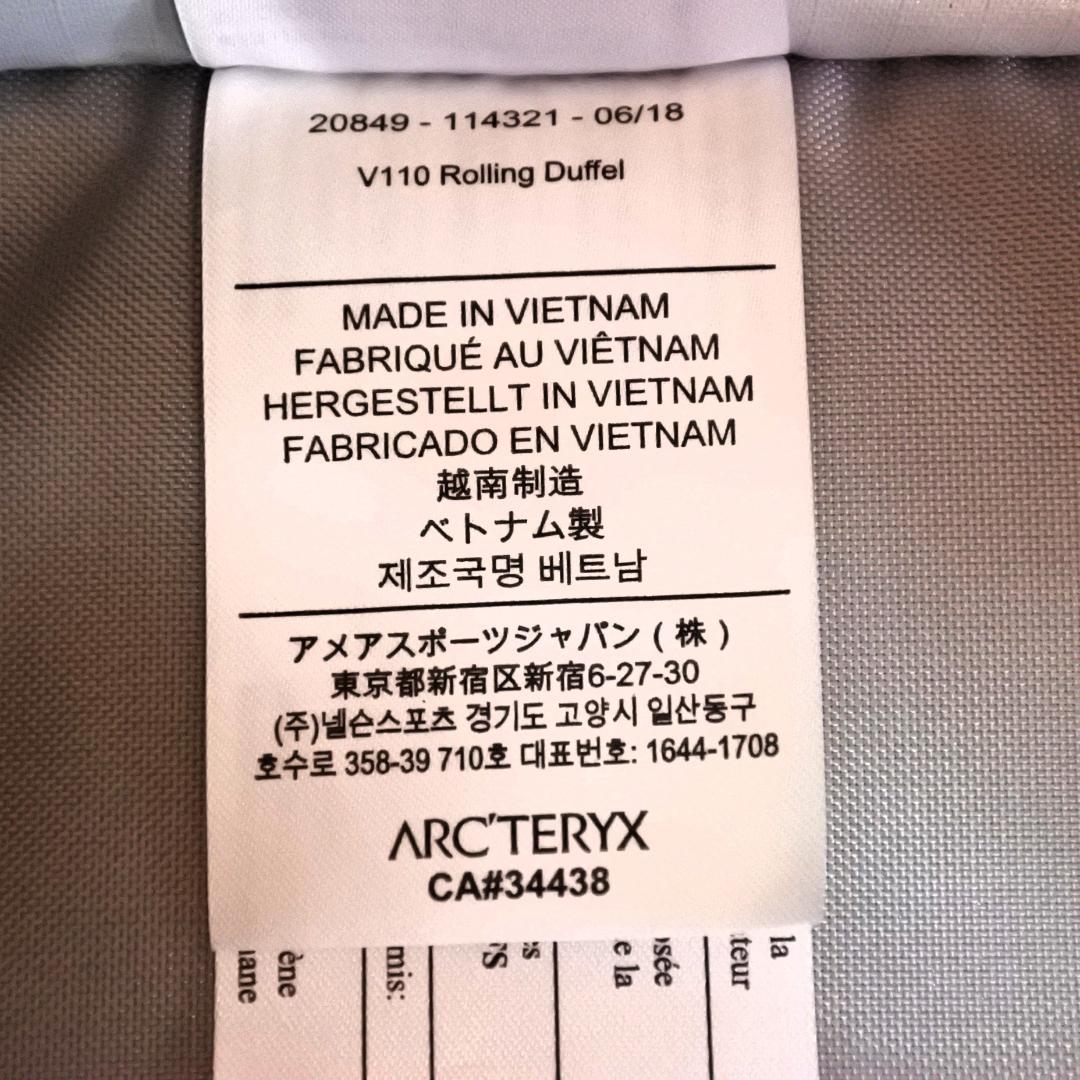 20849 - 114321 - 06/18
V110 Rolling Duffel
MADE IN VIETNAM
FABRIQUÉ AU VIÊTNAM
HERGESTELLT IN VIETNAM
FABRICADO EN VIETNAM
越南制造
ベトナム製
제조국명 베트남
アメアスポーツジャパン ( 株 )
東京都新宿区新宿6-27-30
(주)넬슨스포츠 경기도 고양시 일산동구
호수로 358-39 710호 대표번호: 1644-1708
ARC'TERYX
CA#34438
la